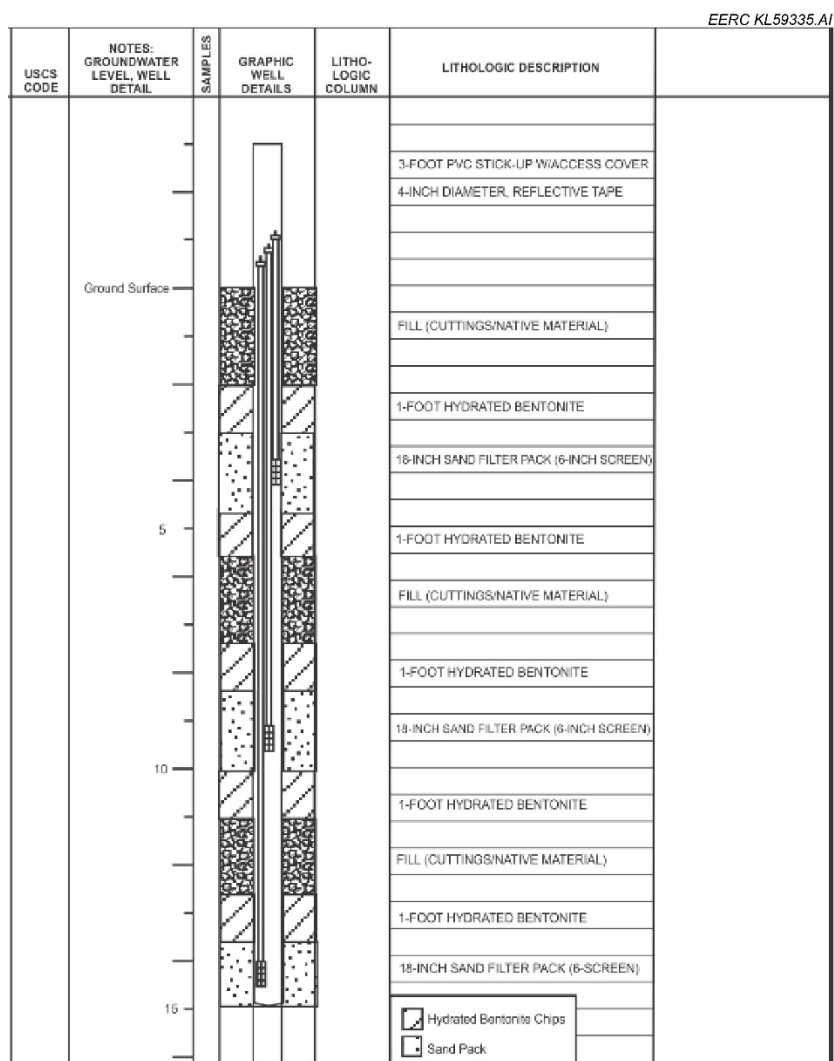 EERC KL59335.AI
USCS
CODE
NOTES:
GROUNDWATER
LEVEL, WELL
DETAIL
SAMPLES
GRAPHIC
WELL
DETAILS
LITHO-
LOGIC
COLUMN
LITHOLOGIC DESCRIPTION
3-FOOT PVC STICK-UP W/ACCESS COVER
4-INCH DIAMETER, REFLECTIVE TAPE
Ground Surface
FILL (CUTTINGS/NATIVE MATERIAL)
1-FOOT HYDRATED BENTONITE
18-INCH SAND FILTER PACK (6-INCH SCREEN)
5
1-FOOT HYDRATED BENTONITE
FILL (CUTTINGS/NATIVE MATERIAL)
1-FOOT HYDRATED BENTONITE
18-INCH SAND FILTER PACK (6-INCH SCREEN)
10
1-FOOT HYDRATED BENTONITE
FILL (CUTTINGS/NATIVE MATERIAL)
1-FOOT HYDRATED BENTONITE
18-INCH SAND FILTER PACK (6-SCREEN)
15
Hydrated Bentonite Chips
Sand Pack